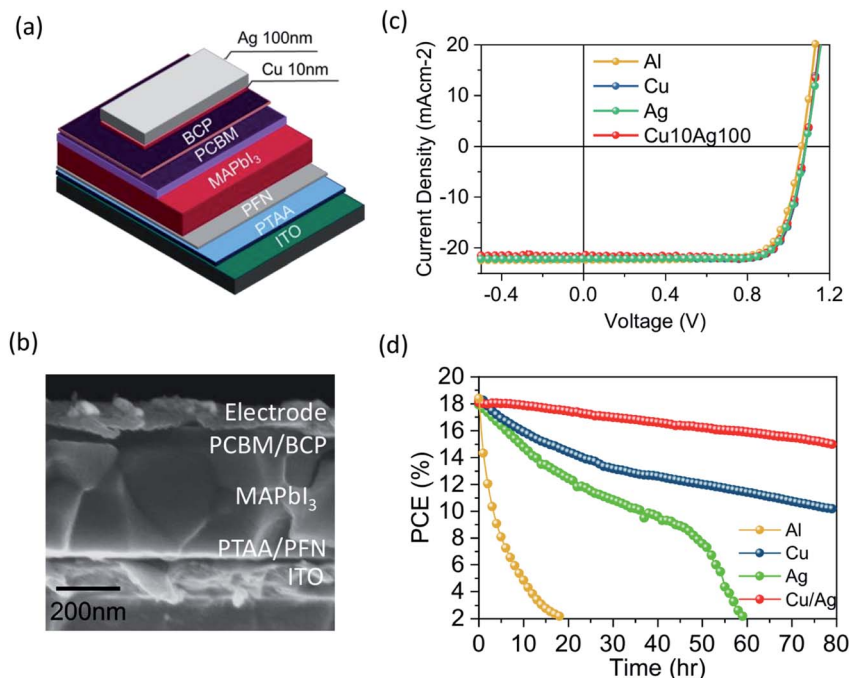 (a)
Ag 100nm
Cu 10nm
BCP
PCBM
MAPbI₃
PFN
PTAA
ITO
(b)
Electrode
PCBM/BCP
MAPbI₃
PTAA/PFN
ITO
200nm
(c)
20
10
0
-10
-20
Current Density (mAcm-2)
Al
Cu
Ag
Cu10Ag100
-0.4 0.0 0.4 0.8 1.2
Voltage (V)
(d)
20
18
16
14
12
10
8
6
4
2
PCE (%)
Al
Cu
Ag
Cu/Ag
0 10 20 30 40 50 60 70 80
Time (hr)